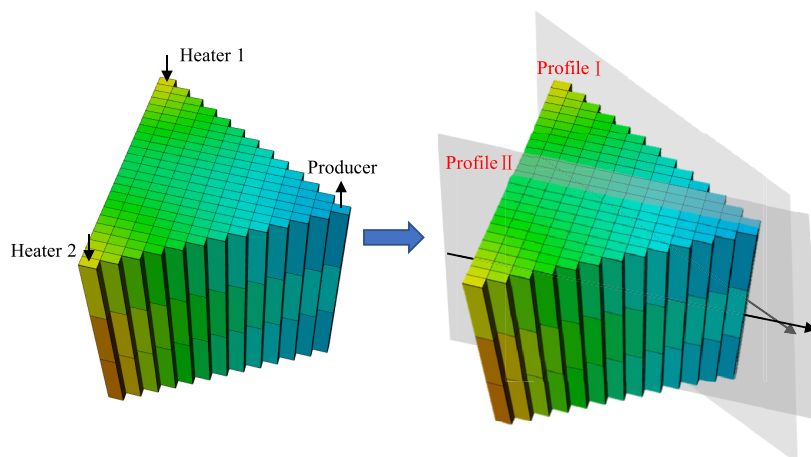 Heater 1
Producer
Heater 2
Profile Ⅰ
Profile Ⅱ